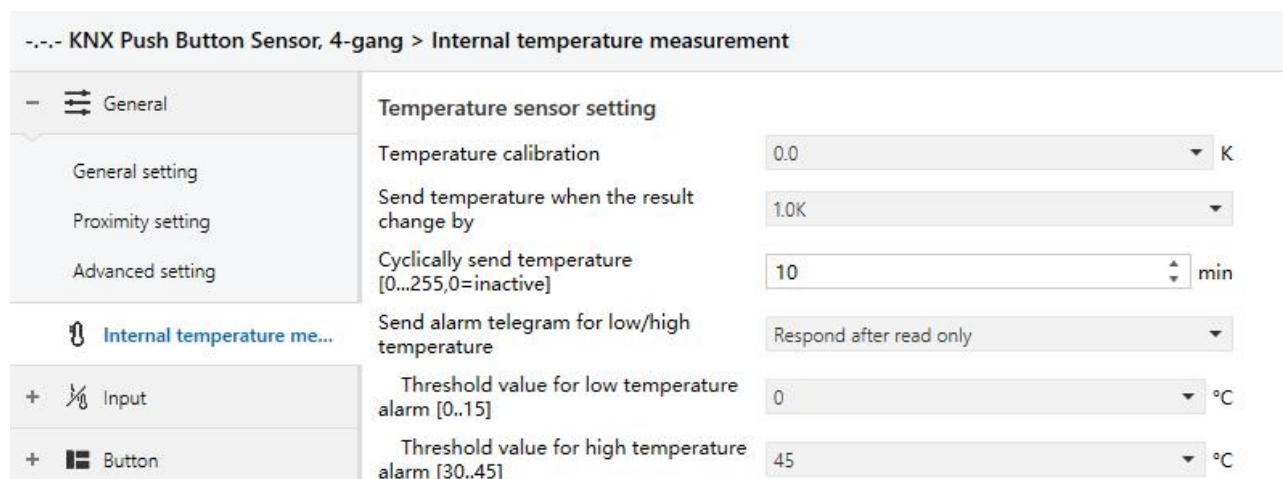 -.-.- KNX Push Button Sensor, 4-gang > Internal temperature measurement
General
General setting
Proximity setting
Advanced setting
Internal temperature me...
Input
Button
Temperature sensor setting
Temperature calibration
0.0
K
Send temperature when the result
change by
1.0K
Cyclically send temperature
[0...255,0=inactive]
10
min
Send alarm telegram for low/high
temperature
Respond after read only
Threshold value for low temperature
alarm [0..15]
0
°C
Threshold value for high temperature
alarm [30..45]
45
°C